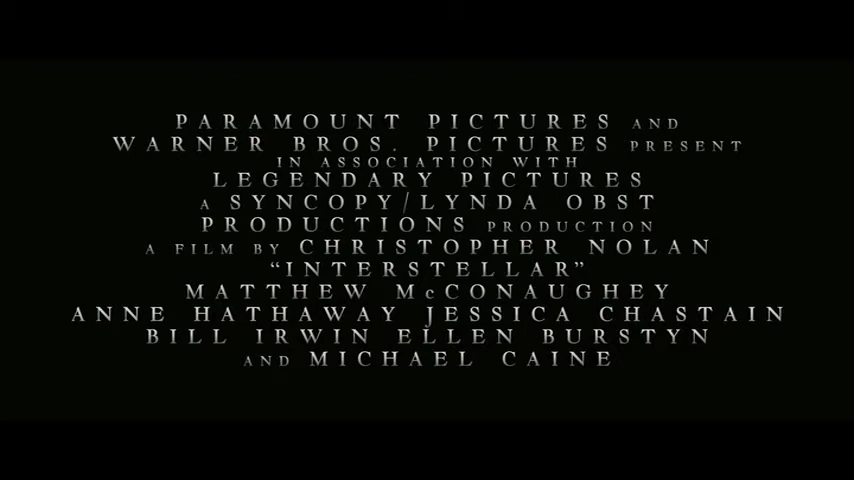 PARAMOUNT PICTURES AND
WARNER BROS. PICTURES PRESENT
IN ASSOCIATION WITH
LEGENDARY PICTURES
A SYNCOPY/LYNDA OBST
PRODUCTIONS PRODUCTION
A FILM BY CHRISTOPHER NOLAN
“INTERSTELLAR”
MATTHEW McCONAUGHEY
ANNE HATHAWAY JESSICA CHASTAIN
BILL IRWIN ELLEN BURSTYN
AND MICHAEL CAINE